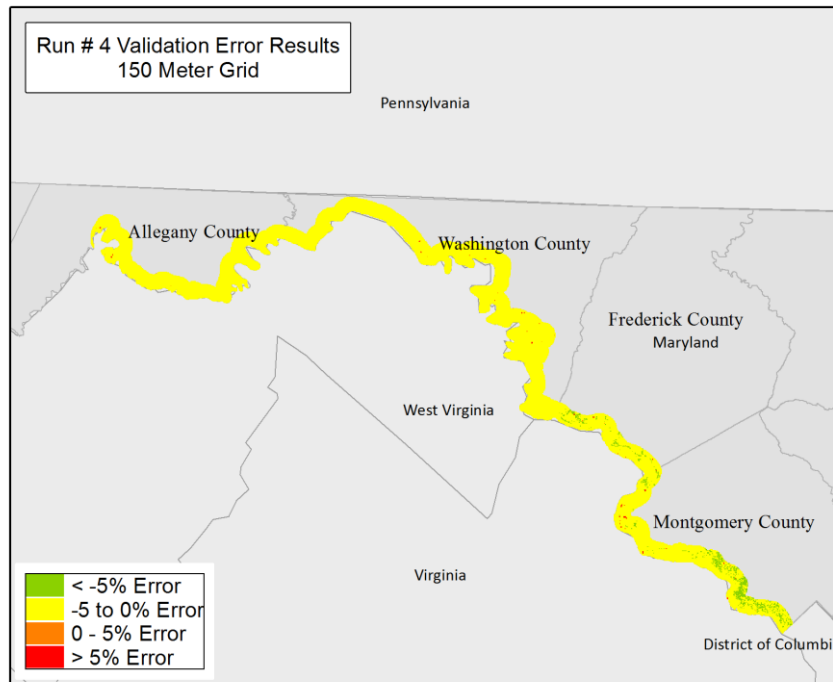 Run # 4 Validation Error Results
150 Meter Grid
Pennsylvania
Allegany County
Washington County
Frederick County
Maryland
West Virginia
Montgomery County
Virginia
District of Columbi
< -5% Error
-5 to 0% Error
0 - 5% Error
> 5% Error